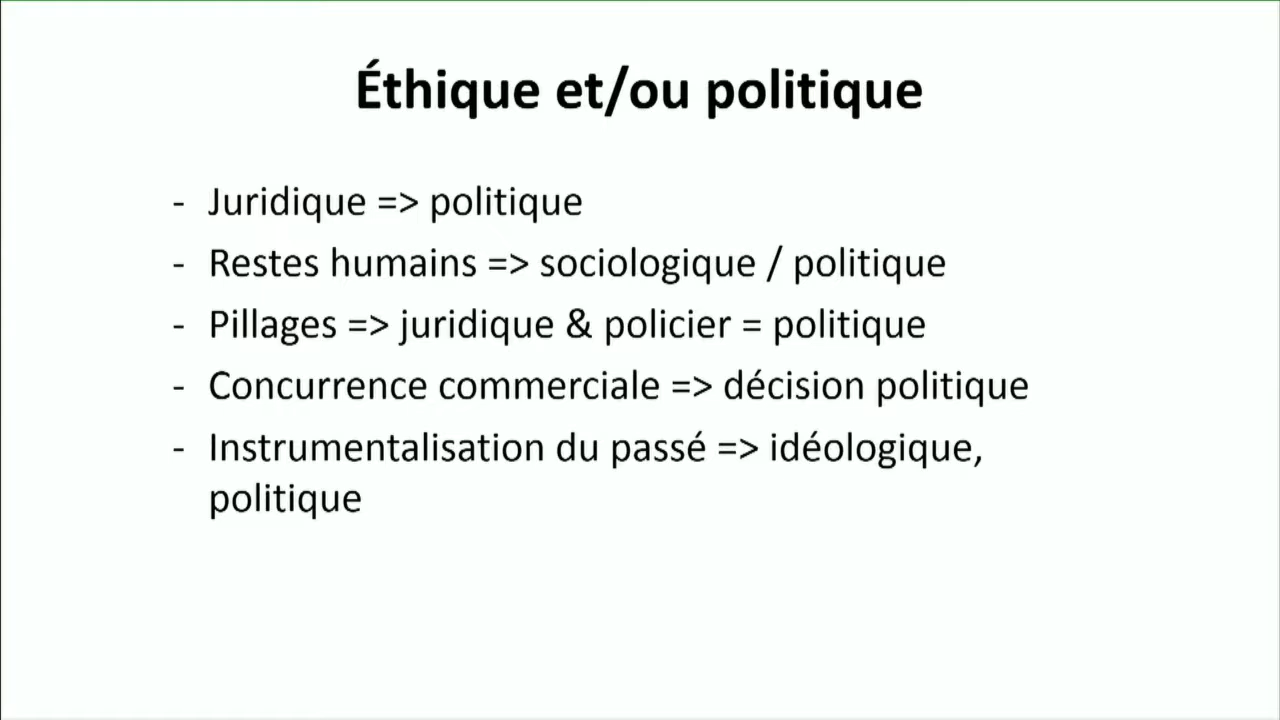 Éthique et/ou politique
- Juridique => politique
- Restes humains => sociologique / politique
- Pillages => juridique & policier = politique
- Concurrence commerciale => décision politique
- Instrumentalisation du passé => idéologique,
politique